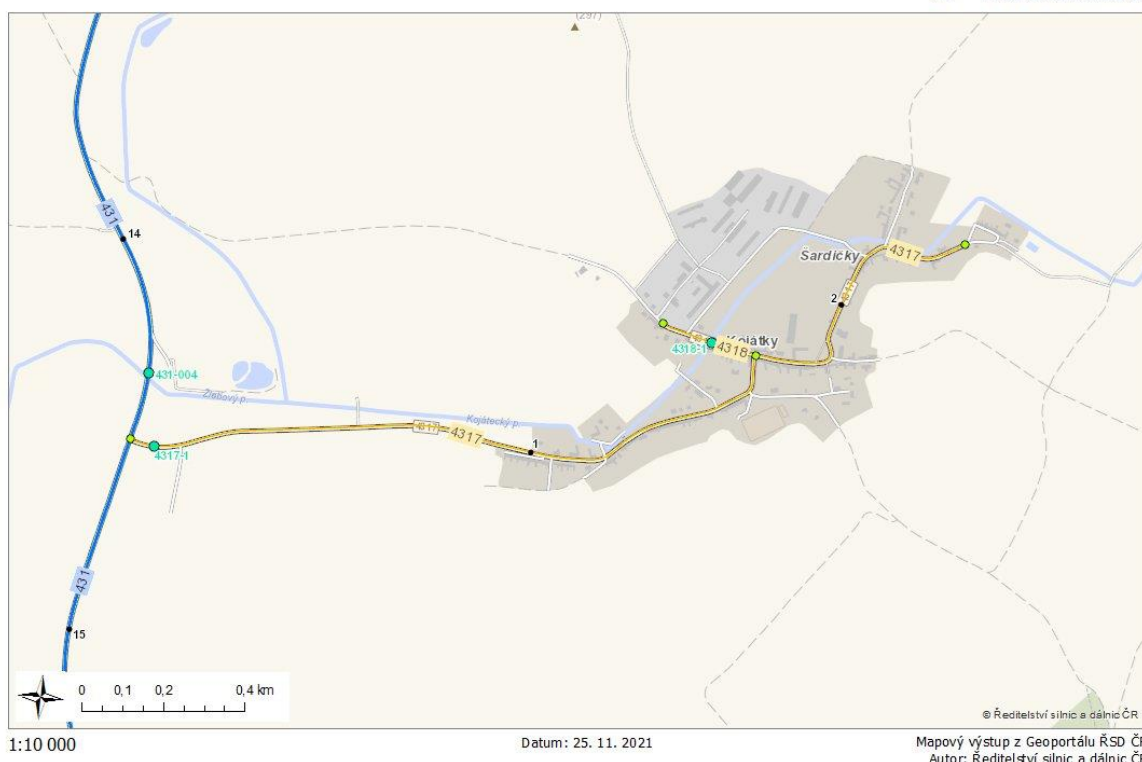 (297)
431
14
Šardičky
4317
2
4318-1
4318
Kojátky
431-004
Kojátecký p.
4317-1
4317
1
431
15
0 0,1 0,2 0,4 km
© Ředitelství silnic a dálnic ČR
1:10 000
Datum: 25. 11. 2021
Mapový výstup z Geoportálu ŘSD ČR
Autor: Ředitelství silnic a dálnic ČR